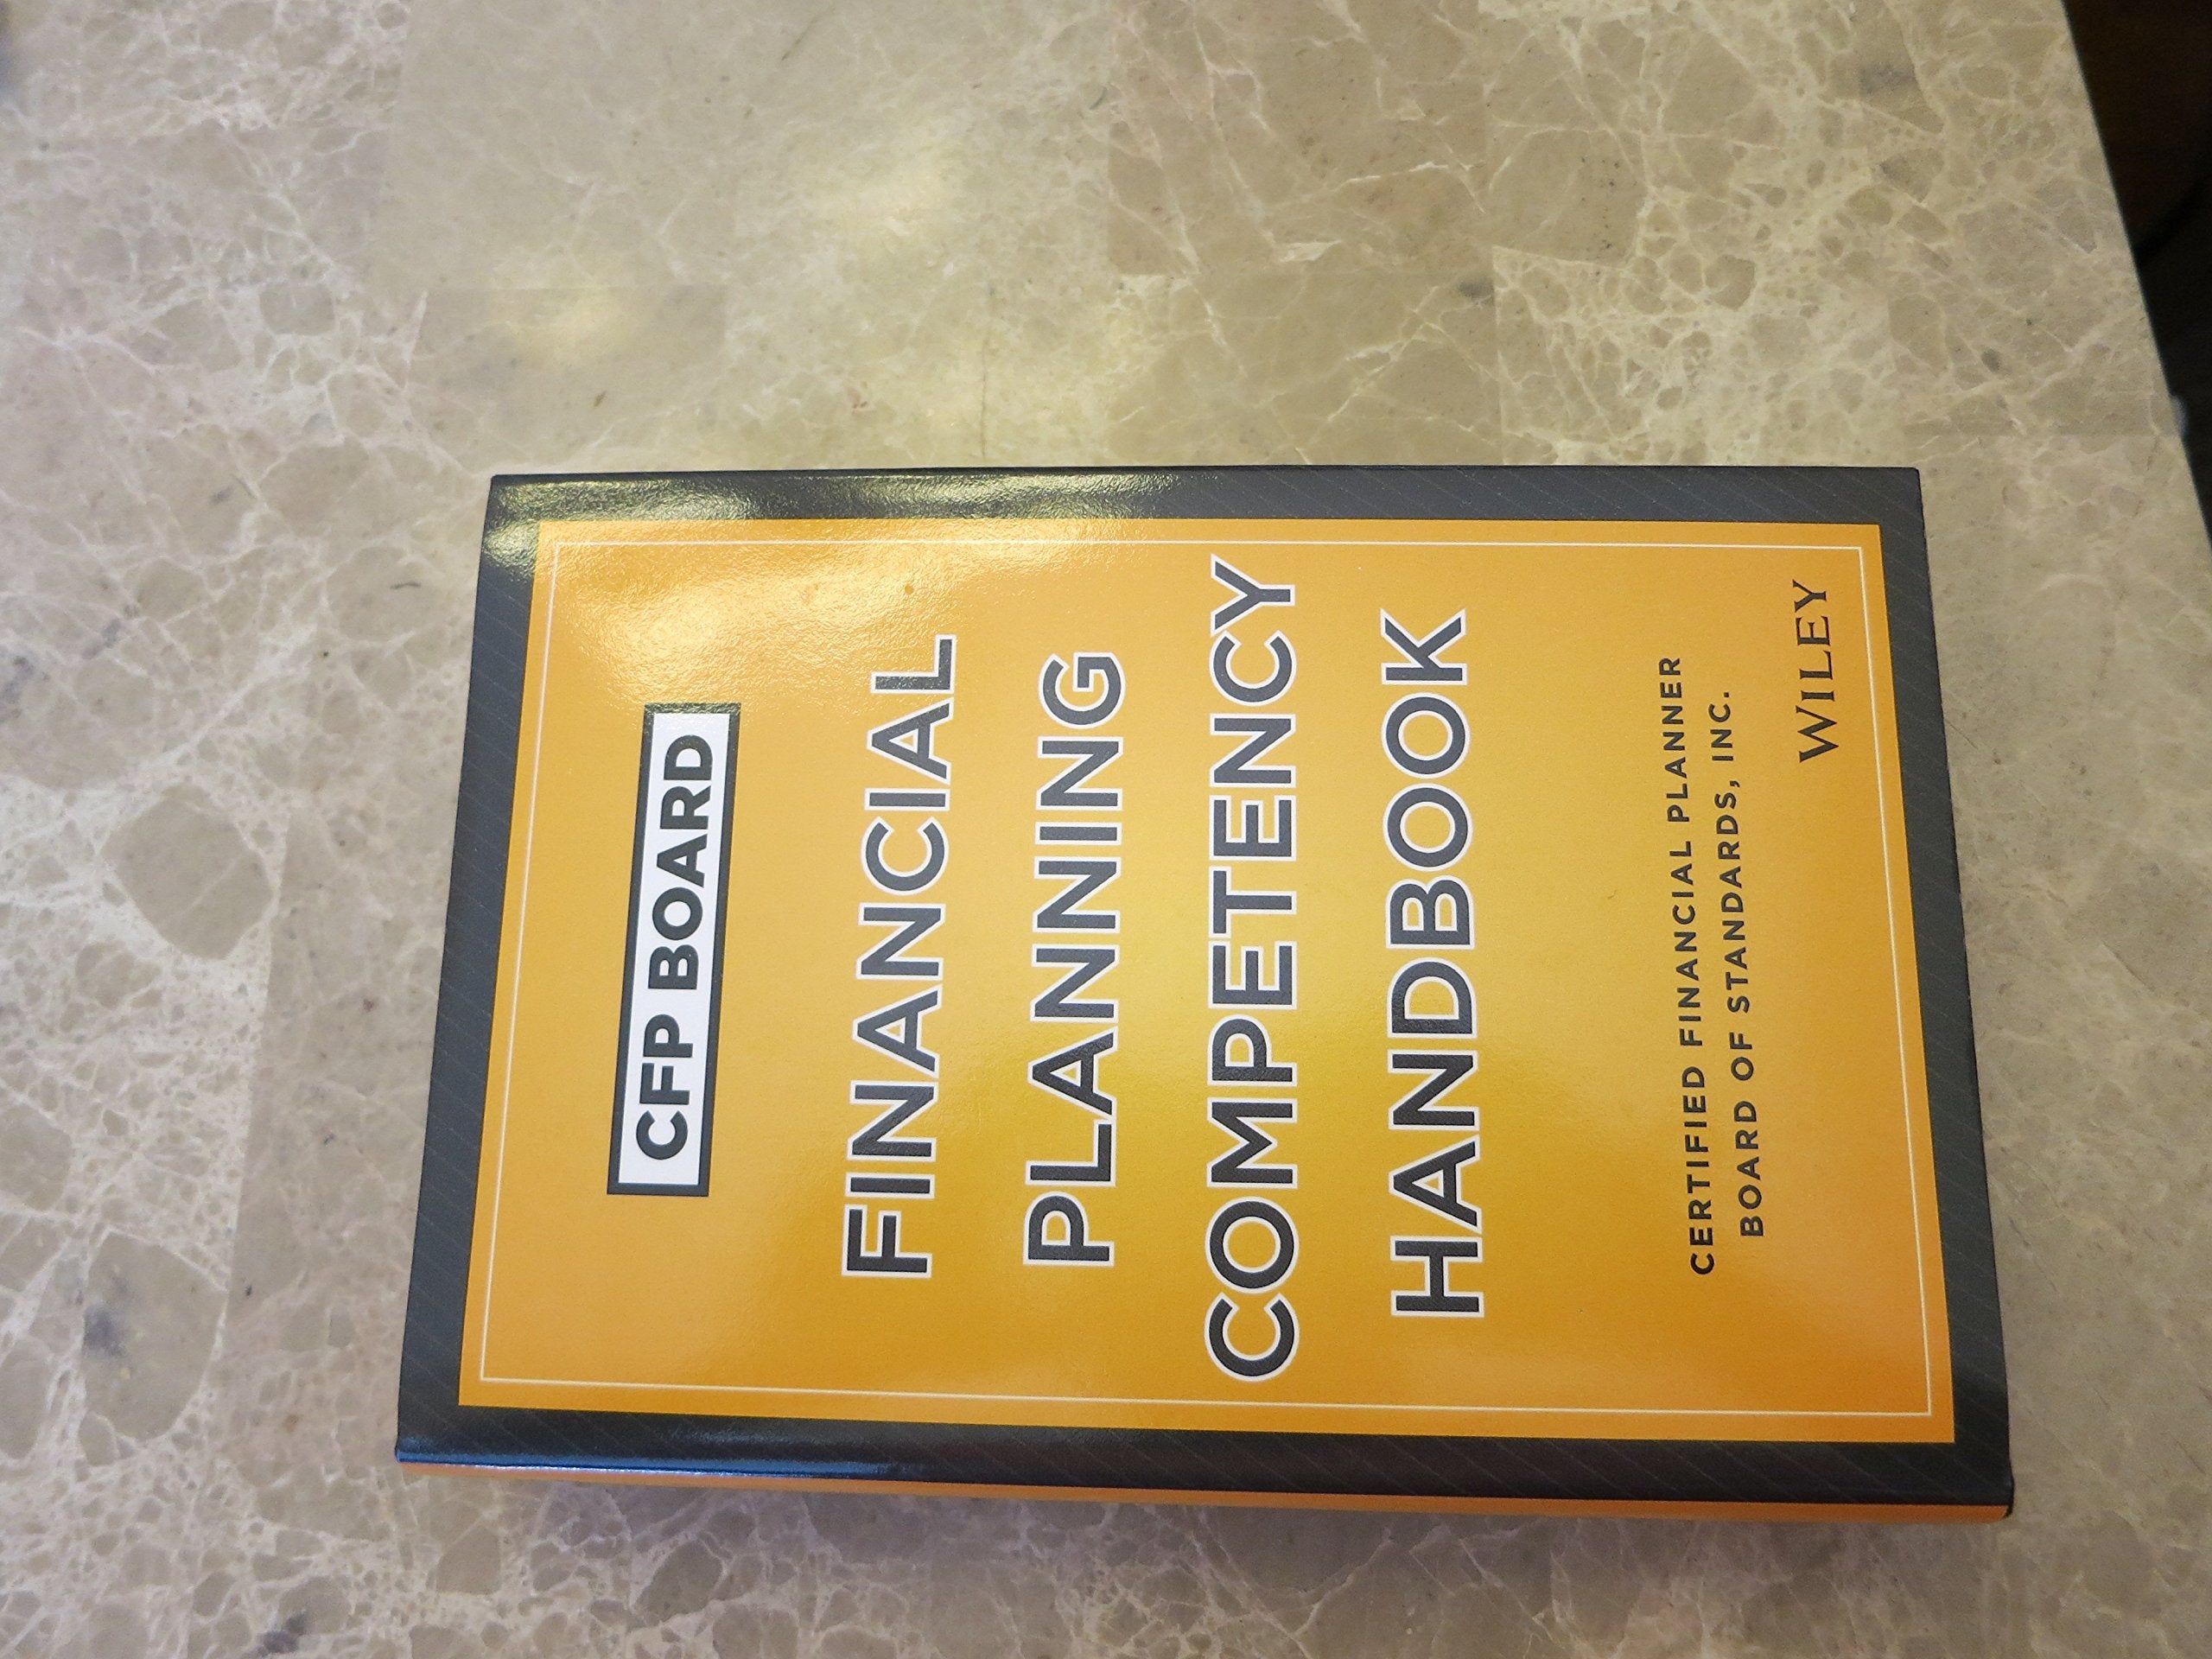 CFP BOARD
FINANCIAL
PLANNING
COMPETENCY
HANDBOOK
CERTIFIED FINANCIAL PLANNER
BOARD OF STANDARDS, INC.
WILEY